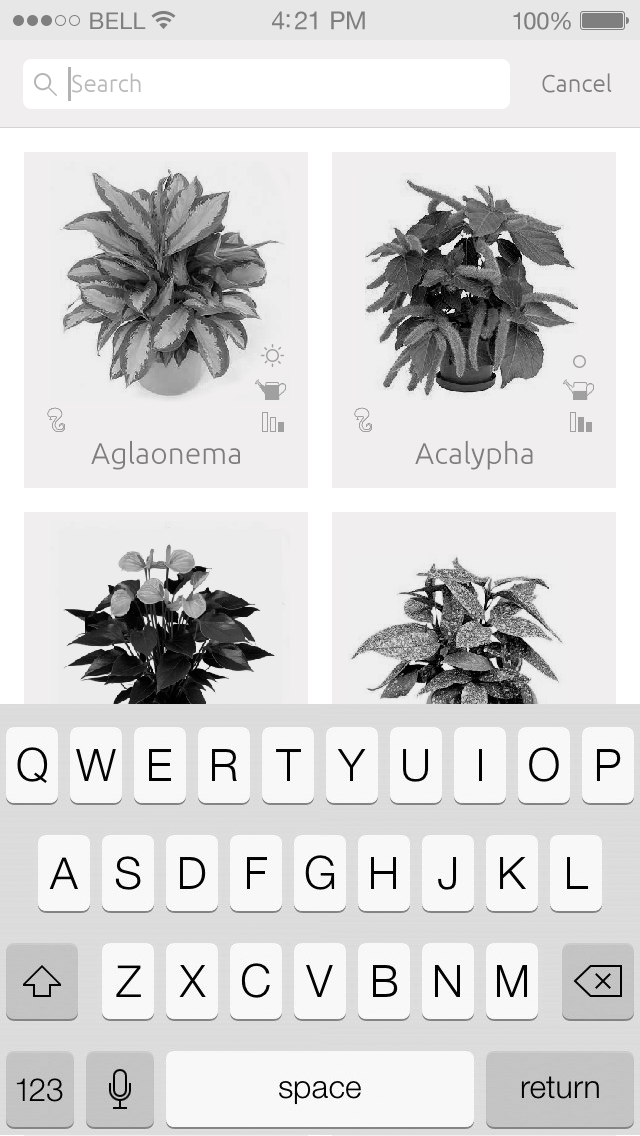 BELL 4:21 PM 100%
Search Cancel
Aglaonema Acalypha
Q W E R T Y U I O P
A S D F G H J K L
Z X C V B N M
123 space return